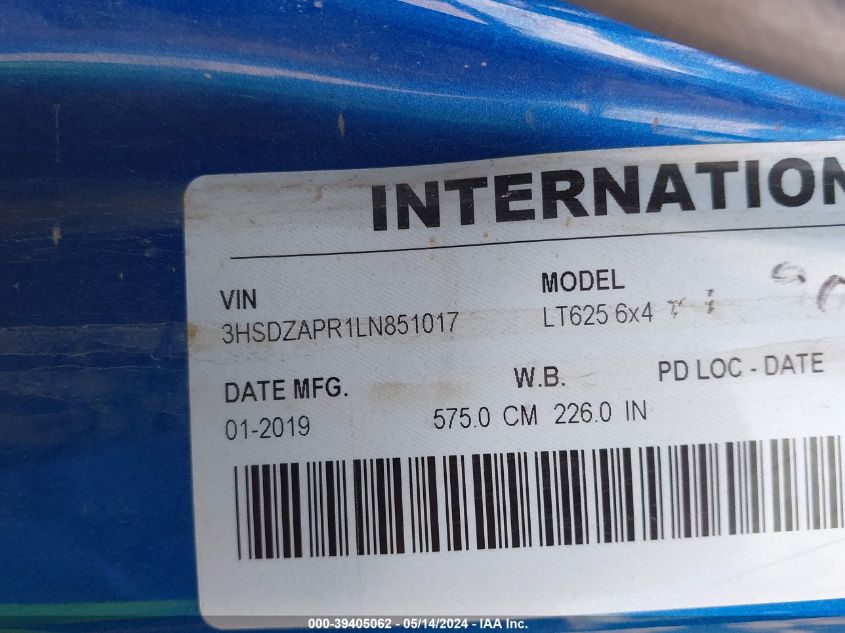 INTERNATION
VIN
MODEL
3HSDZAPR1LN851017
LT625 6x4
DATE MFG.
W.B.
PD LOC - DATE
01-2019
575.0 CM 226.0 IN
000-39405062 - 05/14/2024 - IAA Inc.